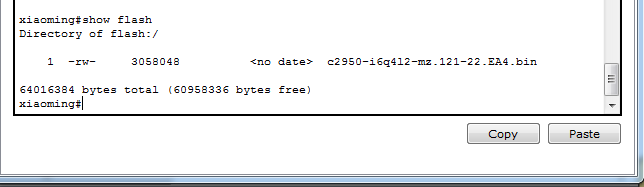 xiaoming#show flash
Directory of flash:/
1  -rw-     3058048          <no date>  c2950-i6q4l2-mz.121-22.EA4.bin
64016384 bytes total (60958336 bytes free)
xiaoming#
Copy Paste